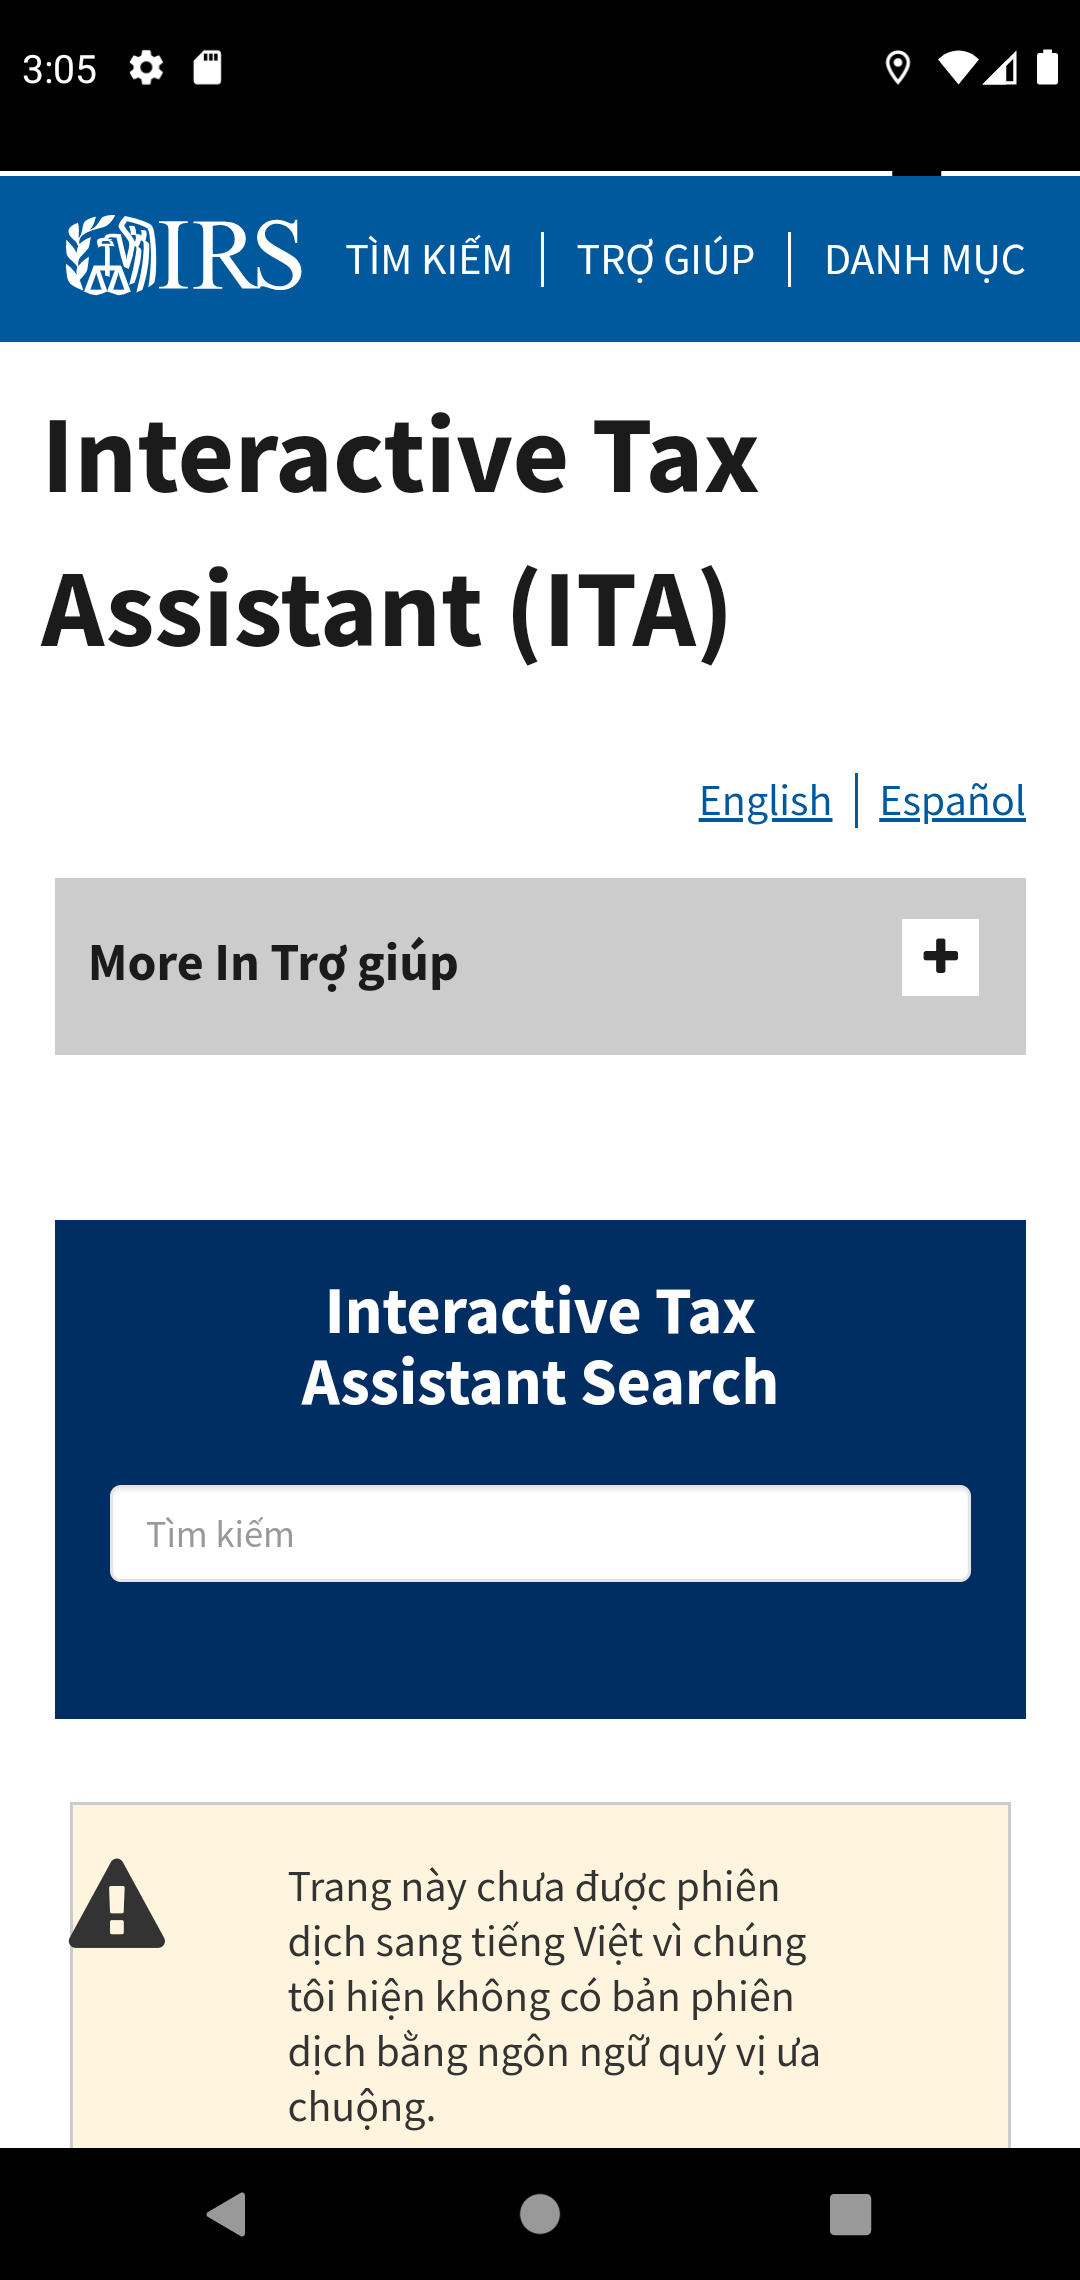 3:05
IRS
TÌM KIẾM
TRỢ GIÚP
DANH MỤC
Interactive Tax
Assistant (ITA)
English
Español
More In Trợ giúp
Interactive Tax
Assistant Search
Tìm kiếm
Trang này chưa được phiên
dịch sang tiếng Việt vì chúng
tôi hiện không có bản phiên
dịch bằng ngôn ngữ quý vị ưa
chuộng.